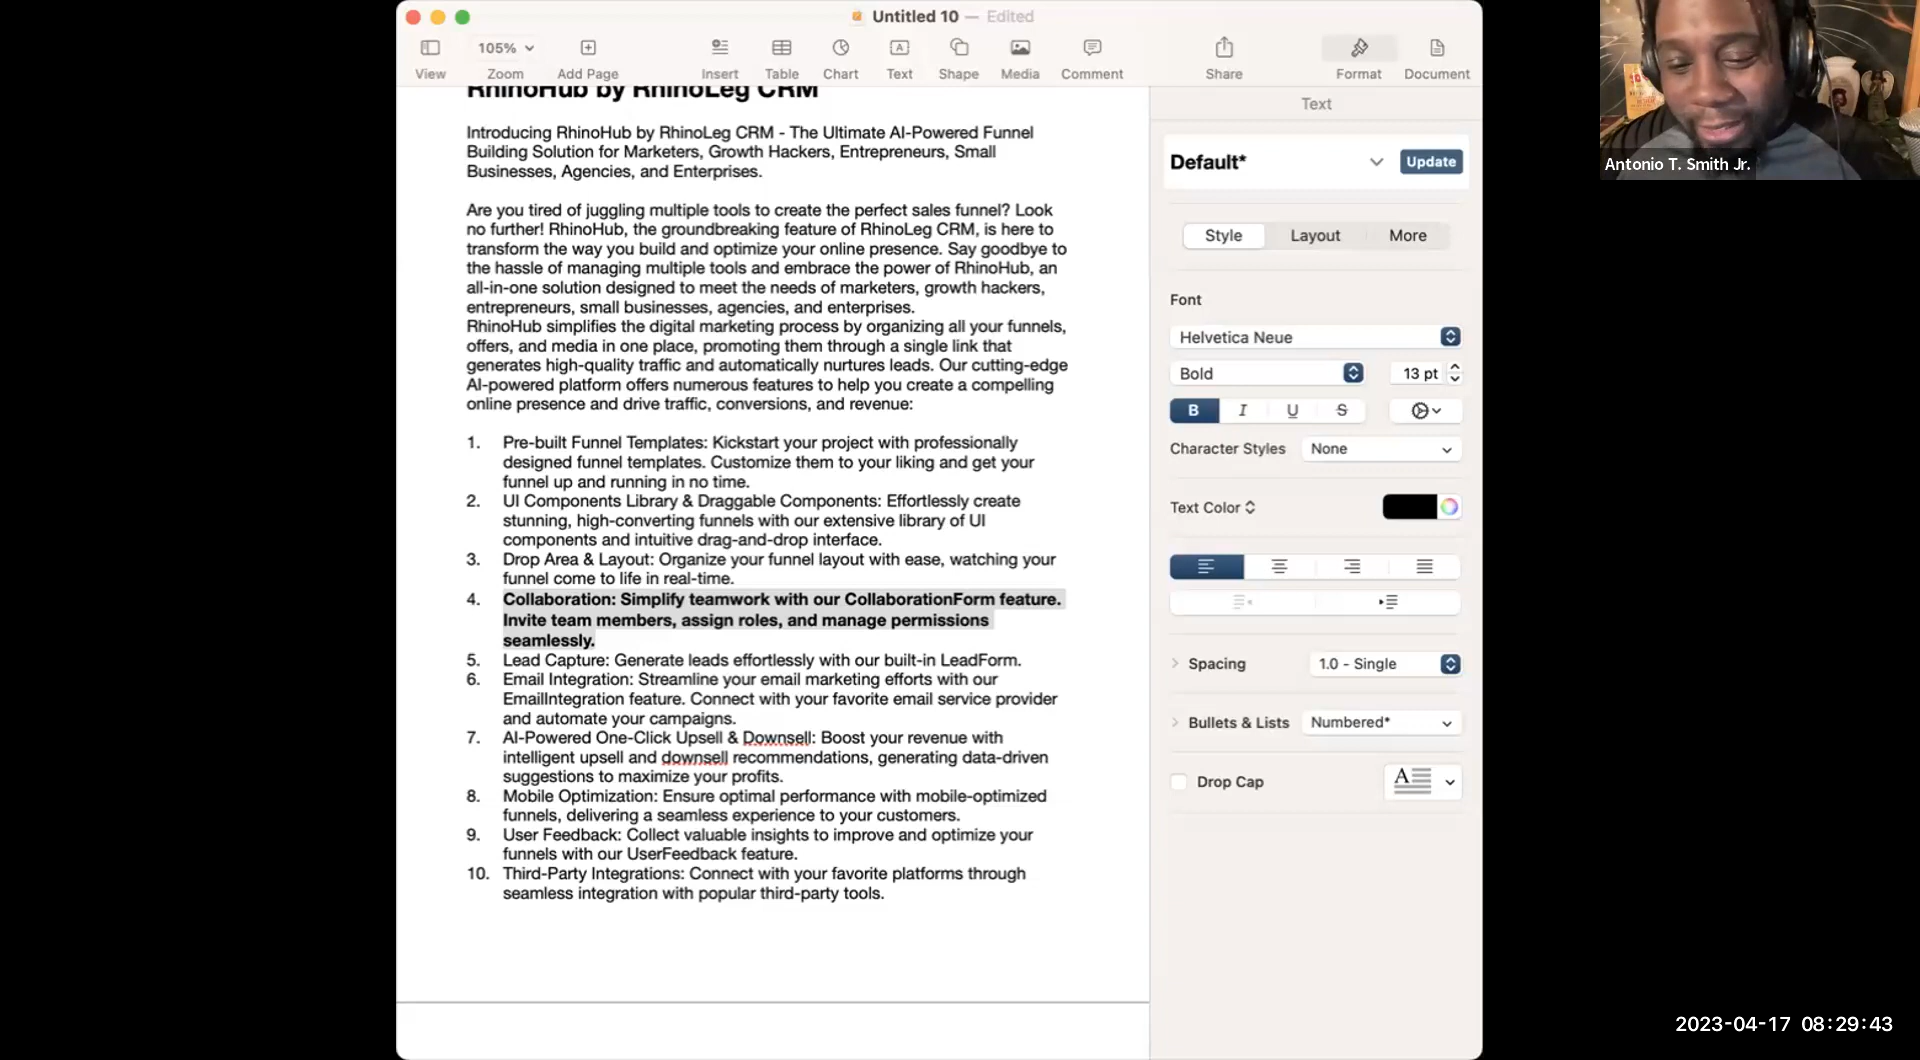 Untitled 10 — Edited
105%
View
Zoom
Add Page
Insert
Table
Chart
Text
Shape
Media
Comment
Share
Format
Document
RhinoHub by RhinoLeg CRM
Introducing RhinoHub by RhinoLeg CRM - The Ultimate AI-Powered Funnel
Building Solution for Marketers, Growth Hackers, Entrepreneurs, Small
Businesses, Agencies, and Enterprises.
Are you tired of juggling multiple tools to create the perfect sales funnel? Look
no further! RhinoHub, the groundbreaking feature of RhinoLeg CRM, is here to
transform the way you build and optimize your online presence. Say goodbye to
the hassle of managing multiple tools and embrace the power of RhinoHub, an
all-in-one solution designed to meet the needs of marketers, growth hackers,
entrepreneurs, small businesses, agencies, and enterprises.
RhinoHub simplifies the digital marketing process by organizing all your funnels,
offers, and media in one place, promoting them through a single link that
generates high-quality traffic and automatically nurtures leads. Our cutting-edge
AI-powered platform offers numerous features to help you create a compelling
online presence and drive traffic, conversions, and revenue:
1. Pre-built Funnel Templates: Kickstart your project with professionally
designed funnel templates. Customize them to your liking and get your
funnel up and running in no time.
2. UI Components Library & Draggable Components: Effortlessly create
stunning, high-converting funnels with our extensive library of UI
components and intuitive drag-and-drop interface.
3. Drop Area & Layout: Organize your funnel layout with ease, watching your
funnel come to life in real-time.
4. Collaboration: Simplify teamwork with our CollaborationForm feature.
Invite team members, assign roles, and manage permissions
seamlessly.
5. Lead Capture: Generate leads effortlessly with our built-in LeadForm.
6. Email Integration: Streamline your email marketing efforts with our
EmailIntegration feature. Connect with your favorite email service provider
and automate your campaigns.
7. AI-Powered One-Click Upsell & Downsell: Boost your revenue with
intelligent upsell and downsell recommendations, generating data-driven
suggestions to maximize your profits.
8. Mobile Optimization: Ensure optimal performance with mobile-optimized
funnels, delivering a seamless experience to your customers.
9. User Feedback: Collect valuable insights to improve and optimize your
funnels with our UserFeedback feature.
10. Third-Party Integrations: Connect with your favorite platforms through
seamless integration with popular third-party tools.
Text
Default*
Update
Style
Layout
More
Font
Helvetica Neue
Bold
13 pt
B I U S
Character Styles
None
Text Color
Spacing
1.0 - Single
Bullets & Lists
Numbered*
Drop Cap
A
Antonio T. Smith Jr.
2023-04-17 08:29:43